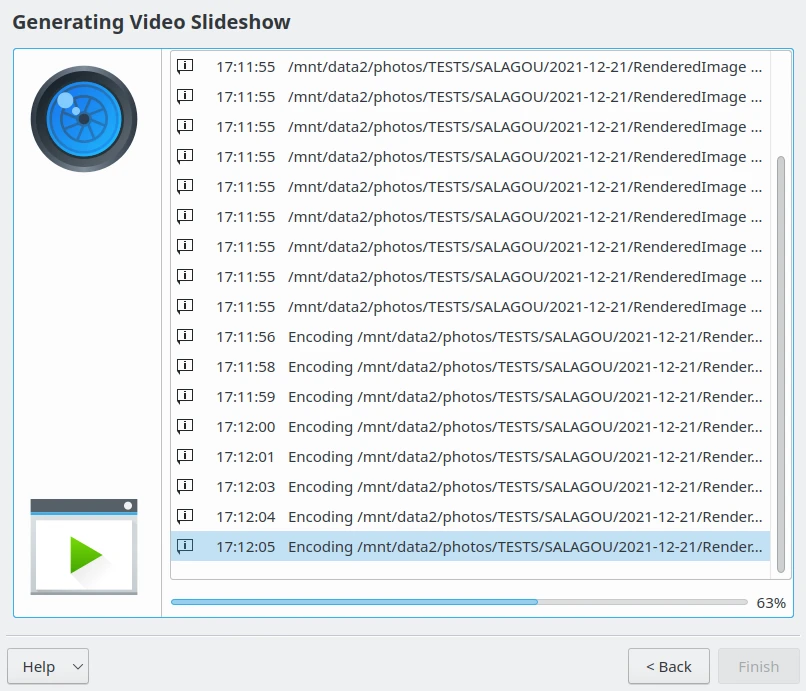 Generating Video Slideshow
17:11:55 /mnt/data2/photos/TESTS/SALAGOU/2021-12-21/RenderedImage ...
17:11:55 /mnt/data2/photos/TESTS/SALAGOU/2021-12-21/RenderedImage ...
17:11:55 /mnt/data2/photos/TESTS/SALAGOU/2021-12-21/RenderedImage ...
17:11:55 /mnt/data2/photos/TESTS/SALAGOU/2021-12-21/RenderedImage ...
17:11:55 /mnt/data2/photos/TESTS/SALAGOU/2021-12-21/RenderedImage ...
17:11:55 /mnt/data2/photos/TESTS/SALAGOU/2021-12-21/RenderedImage ...
17:11:55 /mnt/data2/photos/TESTS/SALAGOU/2021-12-21/RenderedImage ...
17:11:55 /mnt/data2/photos/TESTS/SALAGOU/2021-12-21/RenderedImage ...
17:11:55 /mnt/data2/photos/TESTS/SALAGOU/2021-12-21/RenderedImage ...
17:11:56 Encoding /mnt/data2/photos/TESTS/SALAGOU/2021-12-21/Render...
17:11:58 Encoding /mnt/data2/photos/TESTS/SALAGOU/2021-12-21/Render...
17:11:59 Encoding /mnt/data2/photos/TESTS/SALAGOU/2021-12-21/Render...
17:12:00 Encoding /mnt/data2/photos/TESTS/SALAGOU/2021-12-21/Render...
17:12:01 Encoding /mnt/data2/photos/TESTS/SALAGOU/2021-12-21/Render...
17:12:03 Encoding /mnt/data2/photos/TESTS/SALAGOU/2021-12-21/Render...
17:12:04 Encoding /mnt/data2/photos/TESTS/SALAGOU/2021-12-21/Render...
17:12:05 Encoding /mnt/data2/photos/TESTS/SALAGOU/2021-12-21/Render...
63%
Help < Back Finish